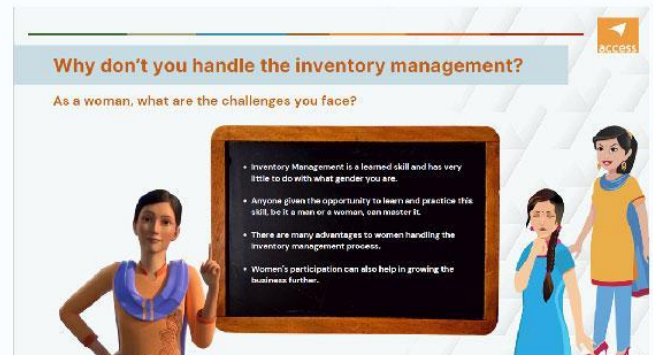 access
Why don't you handle the inventory management?
As a woman, what are the challenges you face?
• Inventory Management is a learned skill and has very
little to do with what gender you are.
• Anyone given the opportunity to learn and practice this
skill, be it a man or a woman, can master it.
• There are many advantages to women handling the
inventory management process.
• Women's participation can also help in growing the
business further.